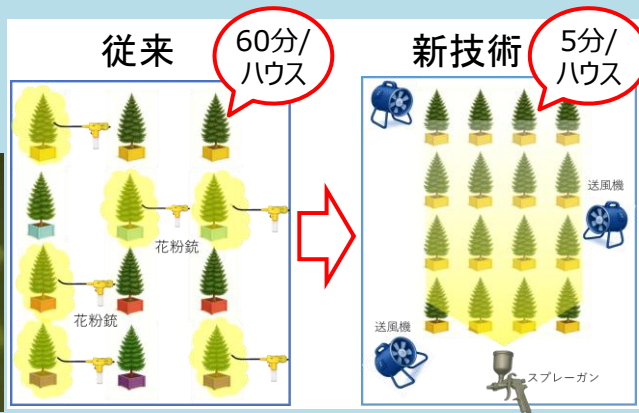 従来
60分/
ハウス
花粉銃
花粉銃
新技術
5分/
ハウス
送風機
送風機
スプレーガン